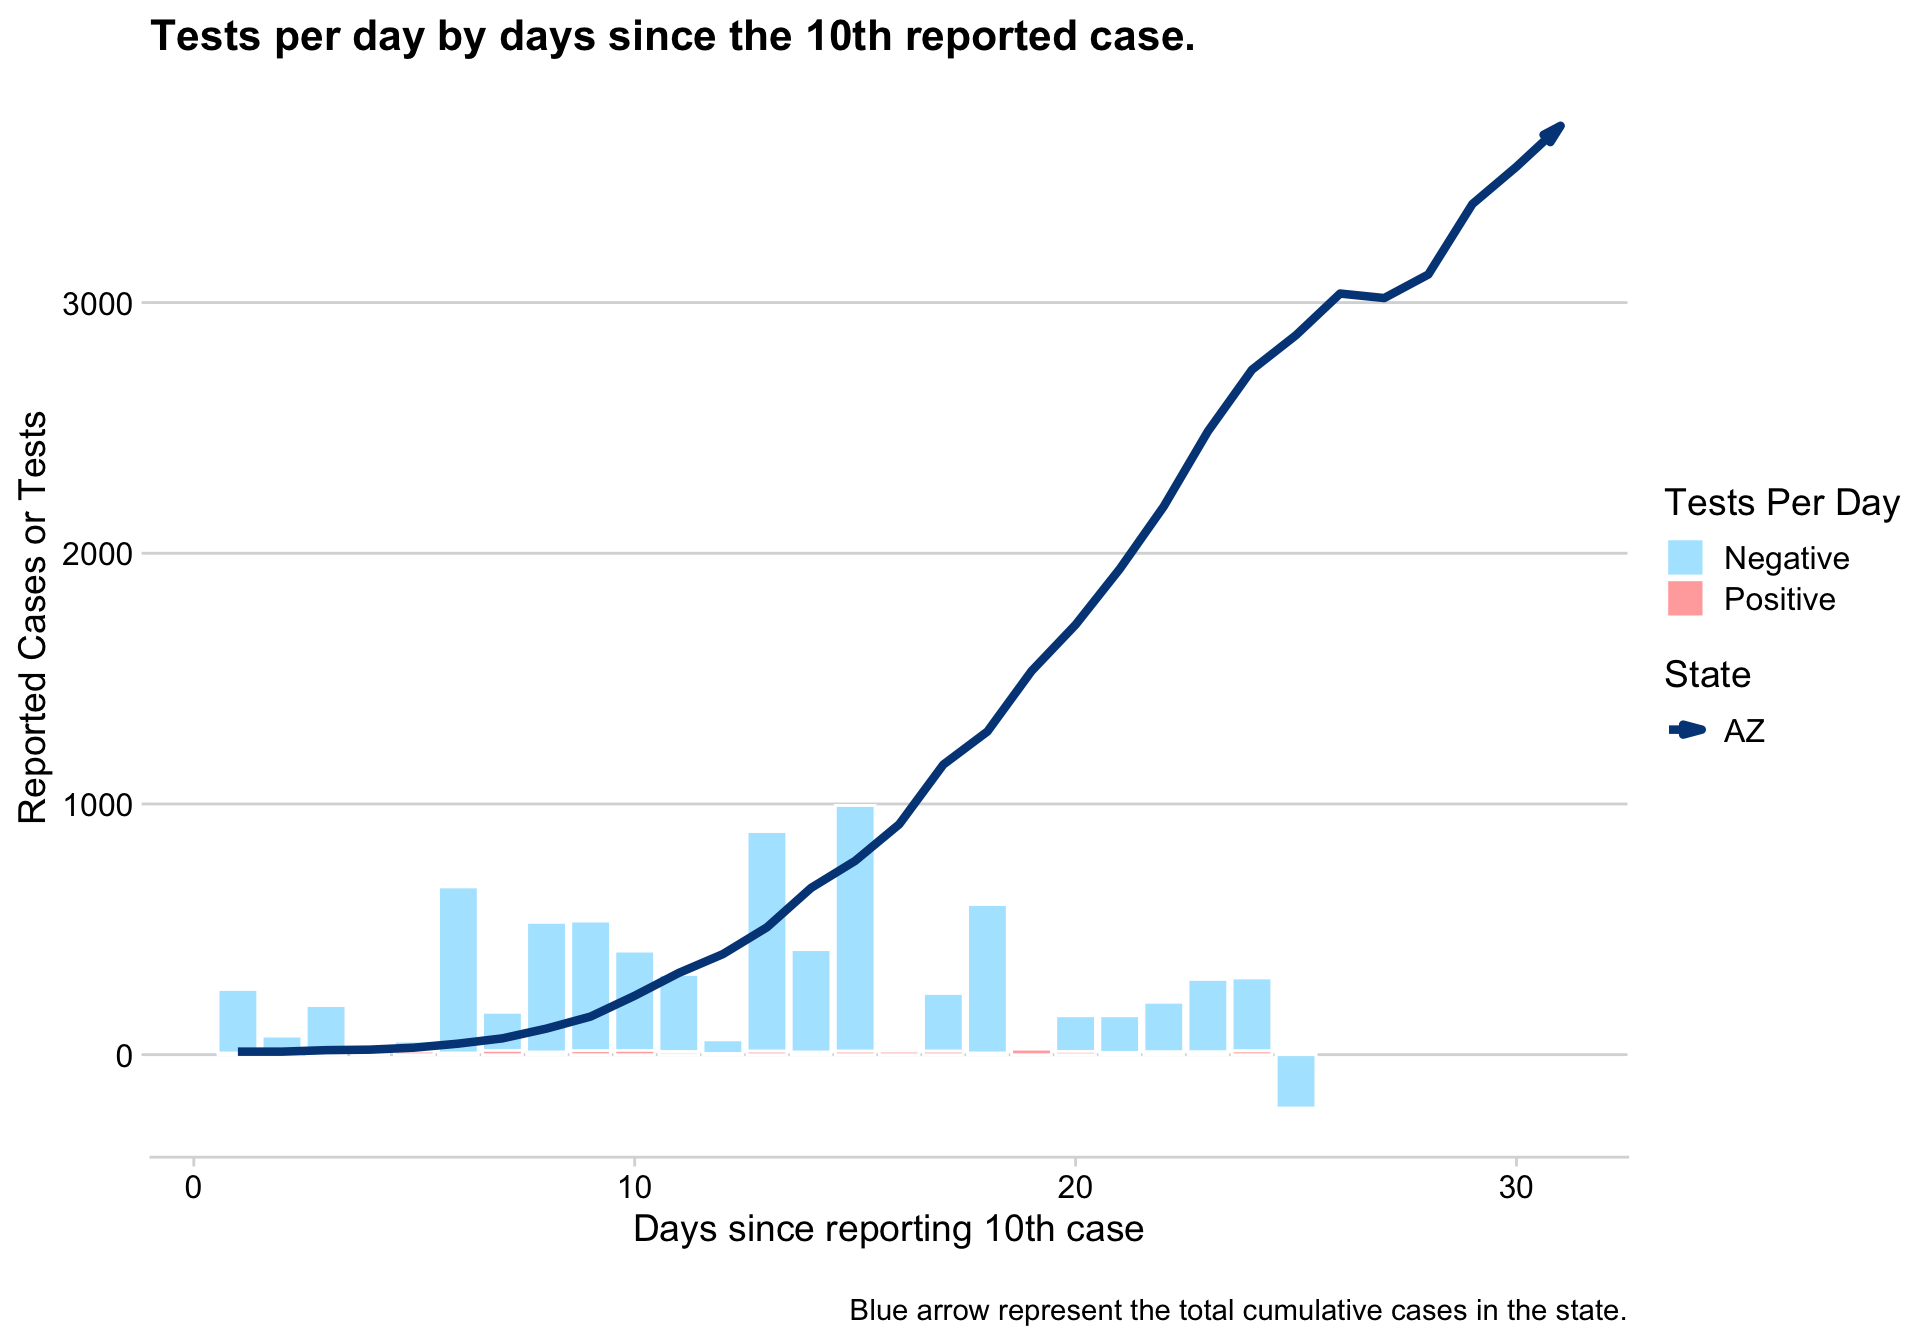 Tests per day by days since the 10th reported case.
Reported Cases or Tests
3000
2000
1000
0
0
10
20
30
Days since reporting 10th case
Tests Per Day
Negative
Positive
State
AZ
Blue arrow represent the total cumulative cases in the state.